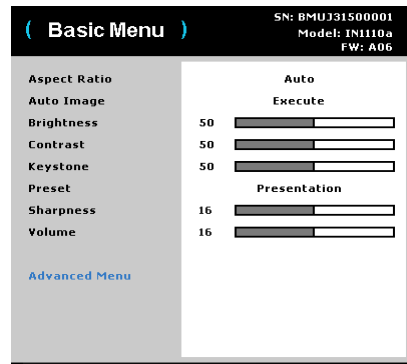 SN: BMUJ31500001
( Basic Menu )
Model: IN1110a
FW: A06
Aspect Ratio Auto
Auto Image Execute
Brightness 50
Contrast 50
Keystone 50
Preset Presentation
Sharpness 16
Volume 16
Advanced Menu